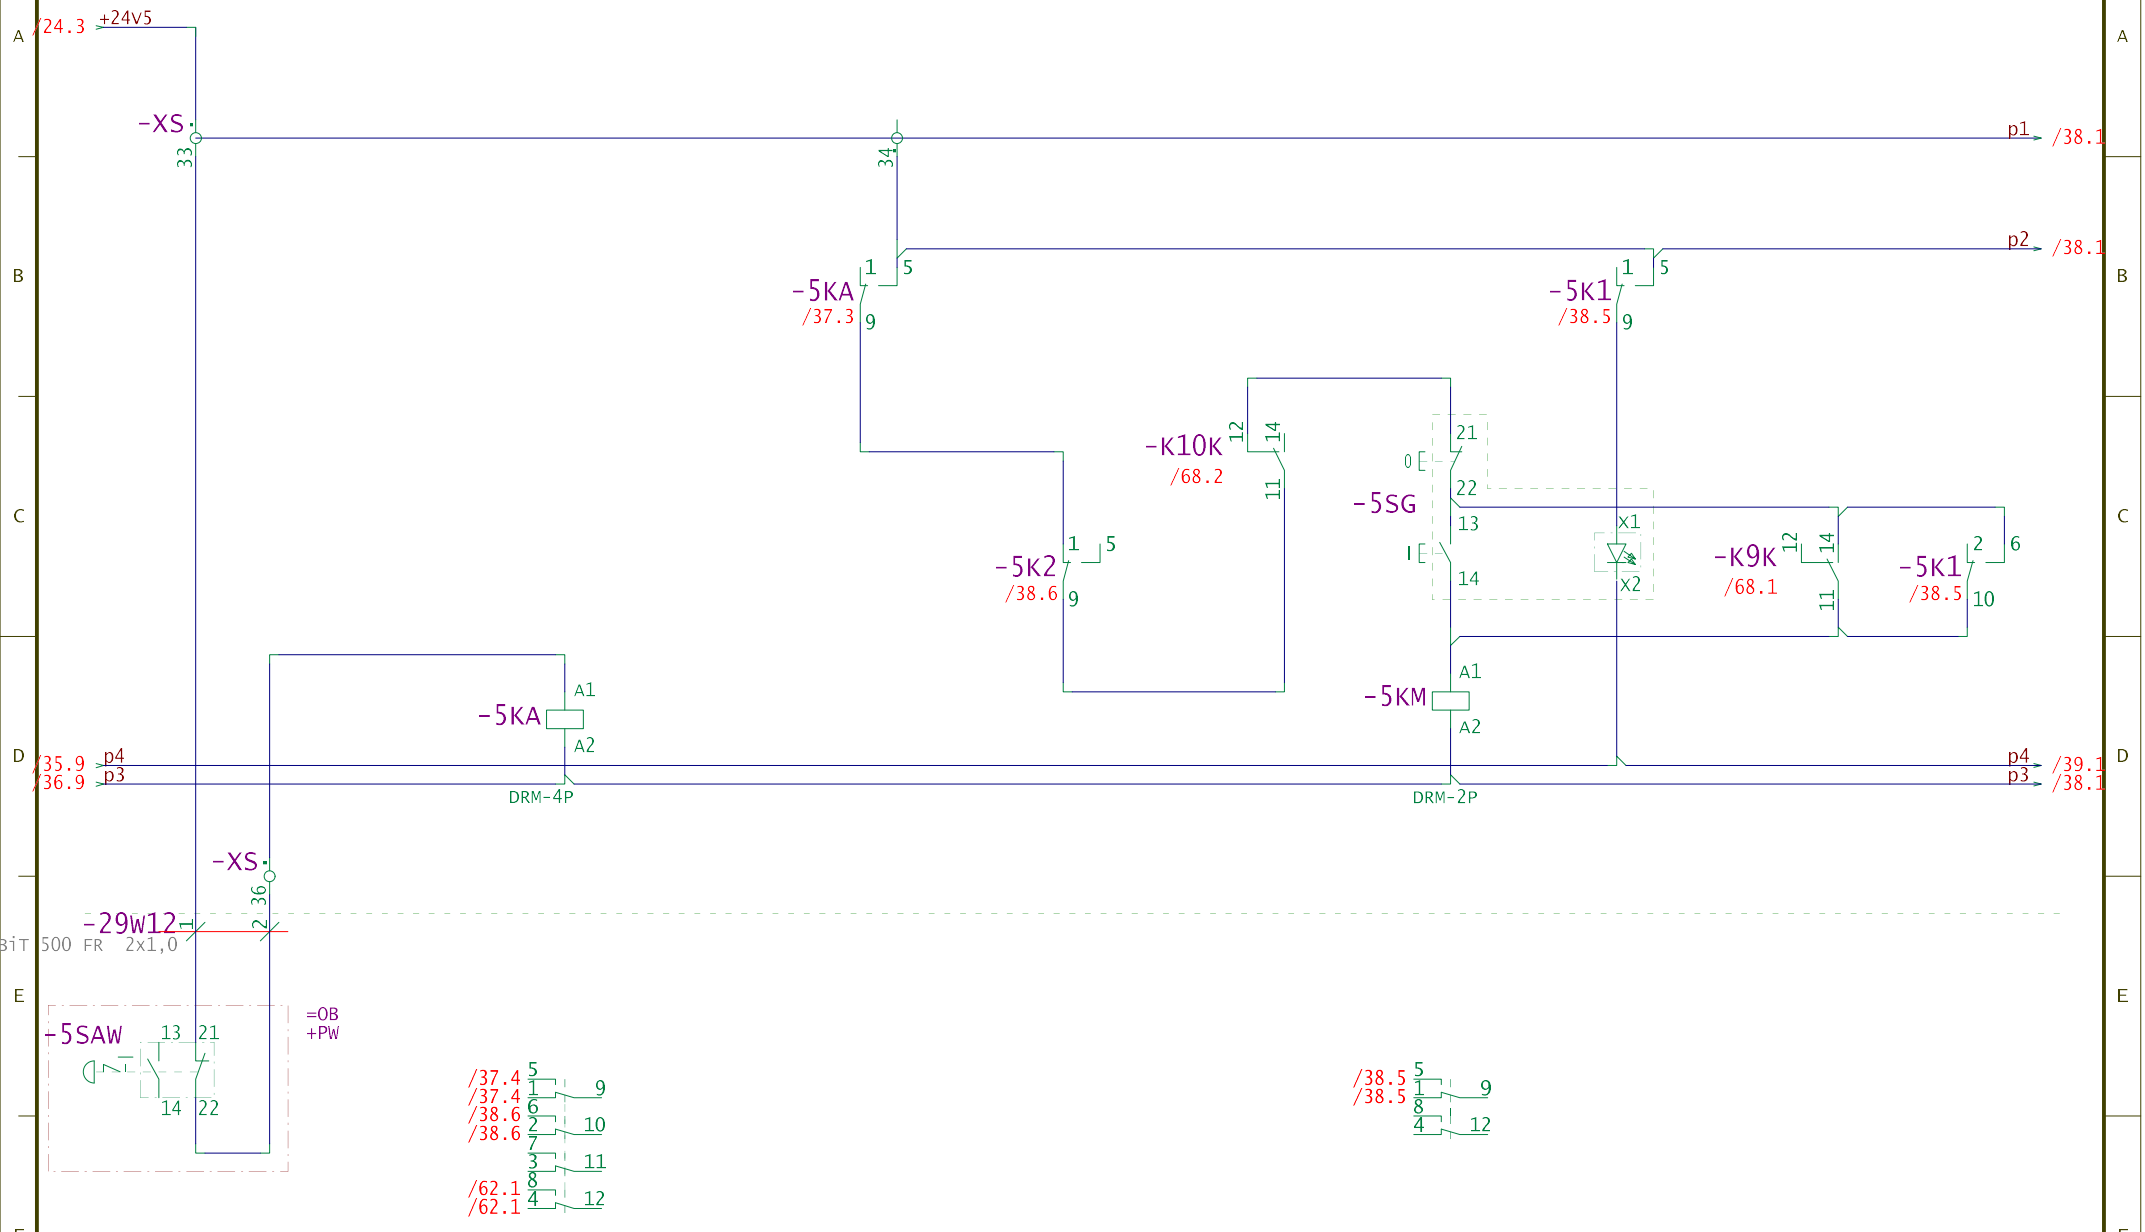 +24V5
A /24.3 A
-XS
33
34
p1 /38.1
p2 /38.1
B B
1 5
-5KA
/37.3
9
1 5
-5K1
/38.5
9
12 14
-K10K
/68.2
11
21
0
22
-5SG
13
I
14
C C
X1
X2
1 5
-5K2
/38.6
9
12 14
-K9K
/68.1
11
2 6
-5K1
/38.5
10
A1
-5KA
A2
A1
-5KM
A2
D D
/35.9 p4 p4 /39.1
/36.9 p3 p3 /38.1
DRM-4P DRM-2P
-XS
36
-29W12 1 2
BiT 500 FR 2x1,0
E E
=OB
+PW
-5SAW
13 21
14 22
/37.4 5
/37.4 1 9
/38.6 6
/38.6 2 10
7
3 11
/62.1 8
/62.1 4 12
/38.5 5
/38.5 1 9
8
4 12